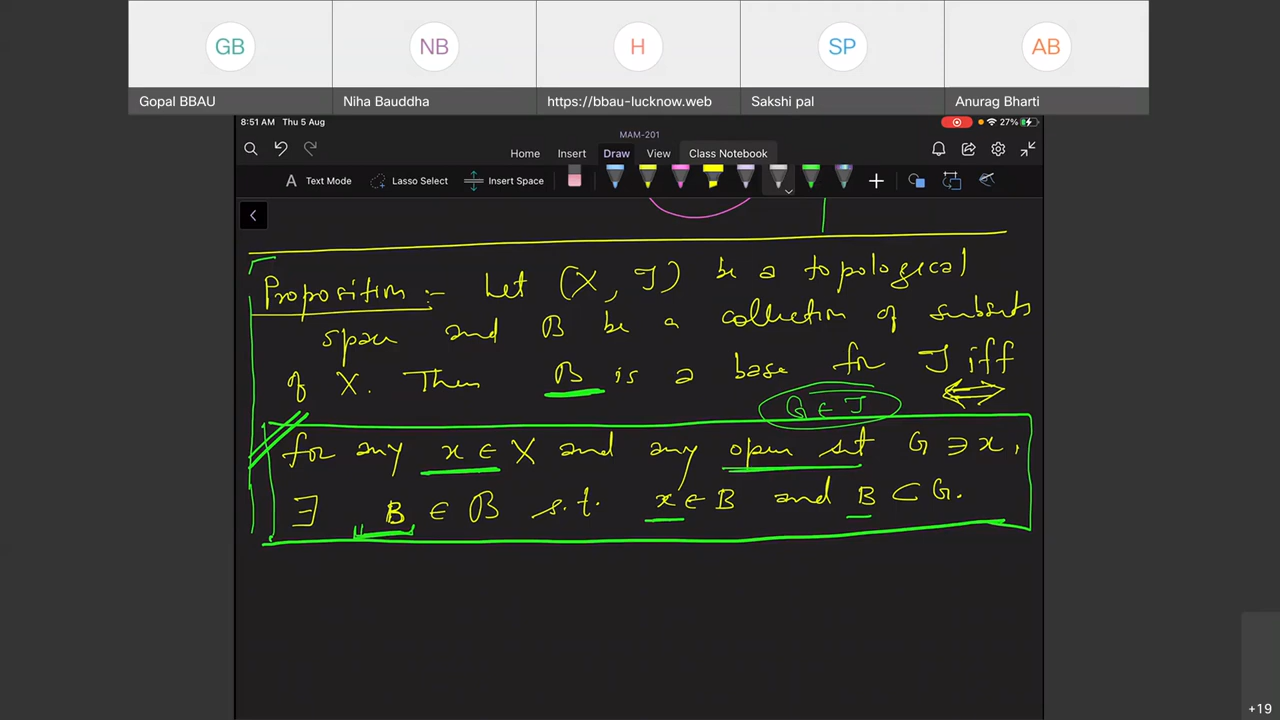 GB NB H SP AB
Gopal BBAU Niha Bauddha https://bbau-lucknow.web Sakshi pal Anurag Bharti
8:51 AM Thu 5 Aug 27%
MAM-201
Home Insert Draw View Class Notebook
A Text Mode Lasso Select Insert Space
Proposition :- Let (X, J) be a topological
space and B be a collection of subsets
of X. Then B is a base for J iff
G ∈ J
for any x ∈ X and any open set G ∋ x,
∃ B ∈ B s.t. x ∈ B and B ⊂ G.
+19